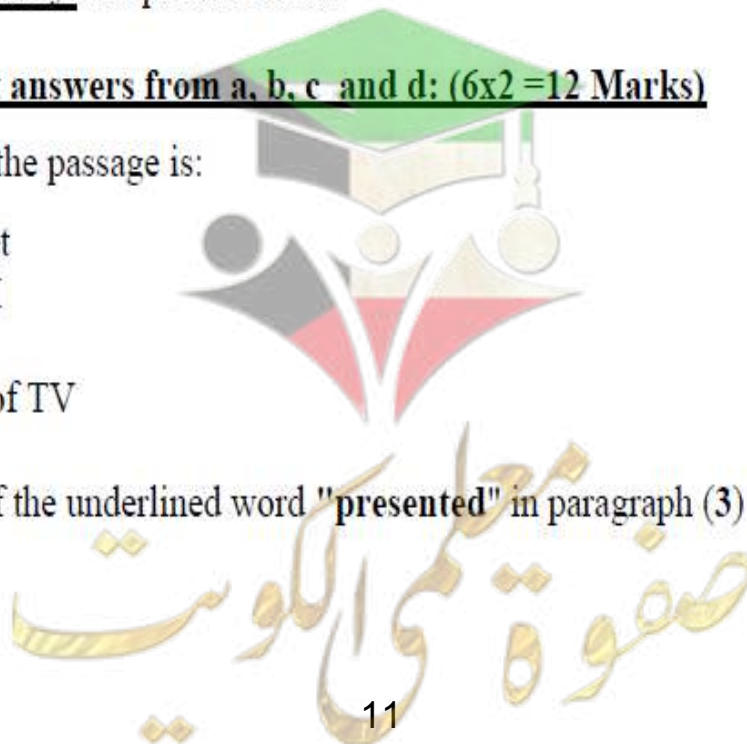 answers from a, b, c and d: (6x2 =12 Marks)
the passage is:
of TV
the underlined word "presented" in paragraph (3)
صفوة معلمي الكويت
11